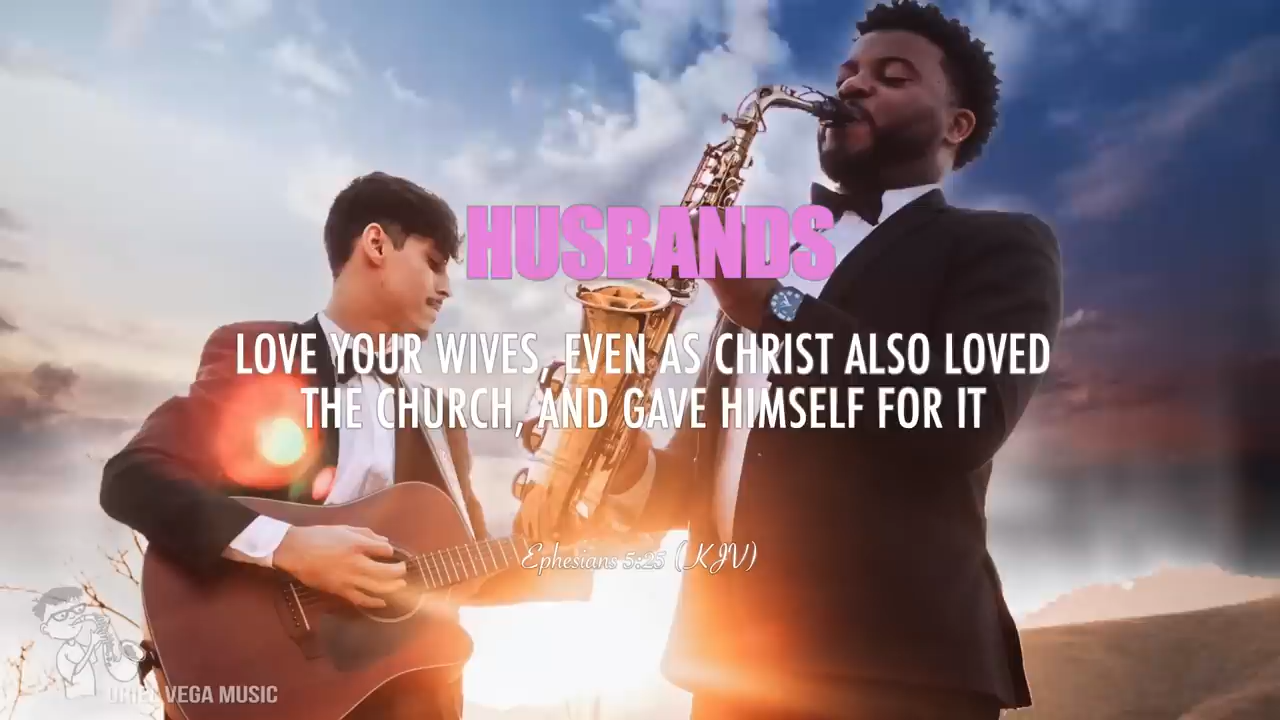 HUSBANDS
LOVE YOUR WIVES, EVEN AS CHRIST ALSO LOVED
THE CHURCH, AND GAVE HIMSELF FOR IT
Ephesians 5:25 (KJV)
URIEL VEGA MUSIC